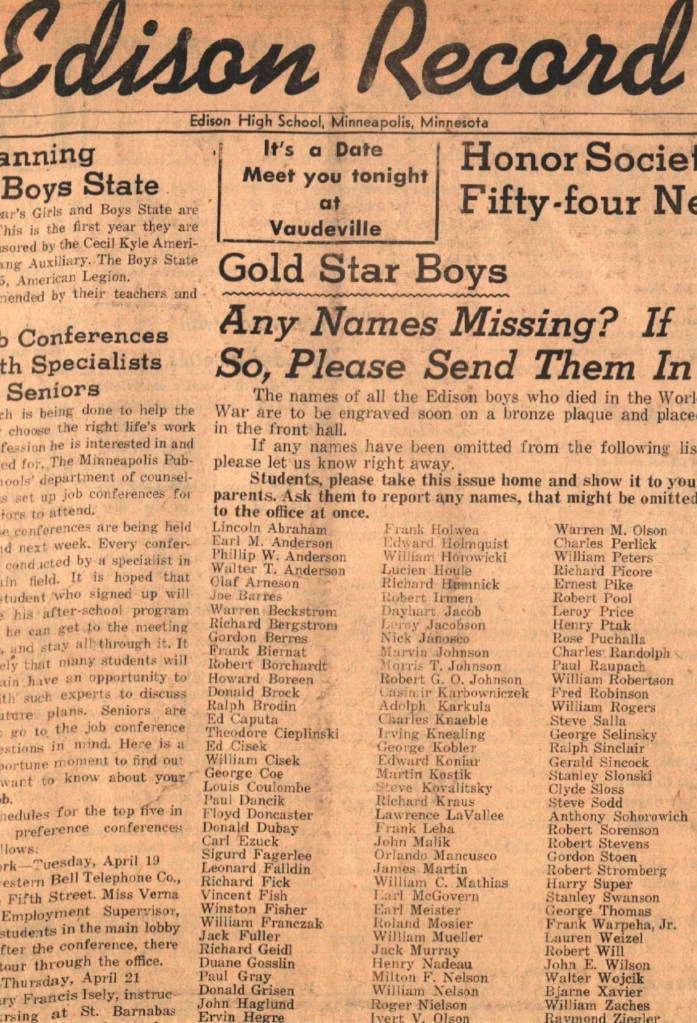 Edison Record
Edison High School, Minneapolis, Minnesota
anning
Boys State
ar's Girls and Boys State are
his is the first year they are
sored by the Cecil Kyle Ameri-
ang Auxiliary. The Boys State
5, American Legion.
mended by their teachers and
b Conferences
th Specialists
Seniors
ch is being done to help the
choose the right life's work
fession he is interested in and
ed for. The Minneapolis Pub-
hools' department of counsel-
s set up job conferences for
iors to attend.
e conferences are being held
nd next week. Every confer-
conducted by a specialist in
ain field. It is hoped that
student who signed up will
his after-school program
he can get to the meeting
, and stay all through it. It
ely that many students will
ain have an opportunity to
ith such experts to discuss
uture plans. Seniors are
go to the job conference
estions in mind. Here is a
portune moment to find out
want to know about your
ob.
hedules for the top five in
preference conferences
llows:
rk—Tuesday, April 19
estern Bell Telephone Co.,
Fifth Street. Miss Verna
Employment Supervisor,
students in the main lobby
fter the conference, there
tour through the office.
Thursday, April 21
ry Francis Isely, instruc-
rsing at St. Barnabas
It's a Date
Meet you tonight
at
Vaudeville
Honor Societ
Fifty-four Ne
Gold Star Boys
Any Names Missing? If
So, Please Send Them In
The names of all the Edison boys who died in the Worl
War are to be engraved soon on a bronze plaque and place
in the front hall.
If any names have been omitted from the following lis
please let us know right away.
Students, please take this issue home and show it to you
parents. Ask them to report any names, that might be omitted
to the office at once.
Lincoln Abraham
Earl M. Anderson
Phillip W. Anderson
Walter T. Anderson
Olaf Arneson
Joe Barres
Warren Beckstrom
Richard Bergstrom
Gordon Berres
Frank Biernat
Robert Borchardt
Howard Boreen
Donald Brock
Ralph Brodin
Ed Caputa
Theodore Cieplinski
Ed Cisek
William Cisek
George Coe
Louis Coulombe
Paul Dancik
Floyd Doncaster
Donald Dubay
Carl Ezuck
Sigurd Fagerlee
Leonard Falldin
Richard Fick
Vincent Fish
Winston Fisher
William Franczak
Jack Fuller
Richard Geidl
Duane Gosslin
Paul Gray
Donald Grisen
John Haglund
Ervin Hegre
Frank Holwea
Edward Holmquist
William Horowicki
Lucien Houle
Richard Humnick
Robert Irmen
Dayhart Jacob
Leroy Jacobson
Nick Janosco
Marvin Johnson
Morris T. Johnson
Robert G. O. Johnson
Casimir Karbowniczek
Adolph Karkula
Charles Knaeble
Irving Knealing
George Kobler
Edward Koniar
Martin Kostik
Steve Kovalitsky
Richard Kraus
Lawrence LaVallee
Frank Leba
John Malik
Orlando Mancusco
James Martin
William C. Mathias
Earl McGovern
Earl Meister
Roland Mosier
William Mueller
Jack Murray
Henry Nadeau
Milton F. Nelson
William Nelson
Roger Nielson
Ivert V. Olson
Warren M. Olson
Charles Perlick
William Peters
Richard Picore
Ernest Pike
Robert Pool
Leroy Price
Henry Ptak
Rose Puchalla
Charles Randolph
Paul Raupach
William Robertson
Fred Robinson
William Rogers
Steve Salla
George Selinsky
Ralph Sinclair
Gerald Sincock
Stanley Slonski
Clyde Sloss
Steve Sodd
Anthony Sohorowich
Robert Sorenson
Robert Stevens
Gordon Stoen
Robert Stromberg
Harry Super
Stanley Swanson
George Thomas
Frank Warpeha, Jr.
Lauren Weizel
Robert Will
John E. Wilson
Walter Wojcik
Bjarne Xavier
William Zaches
Raymond Ziegler